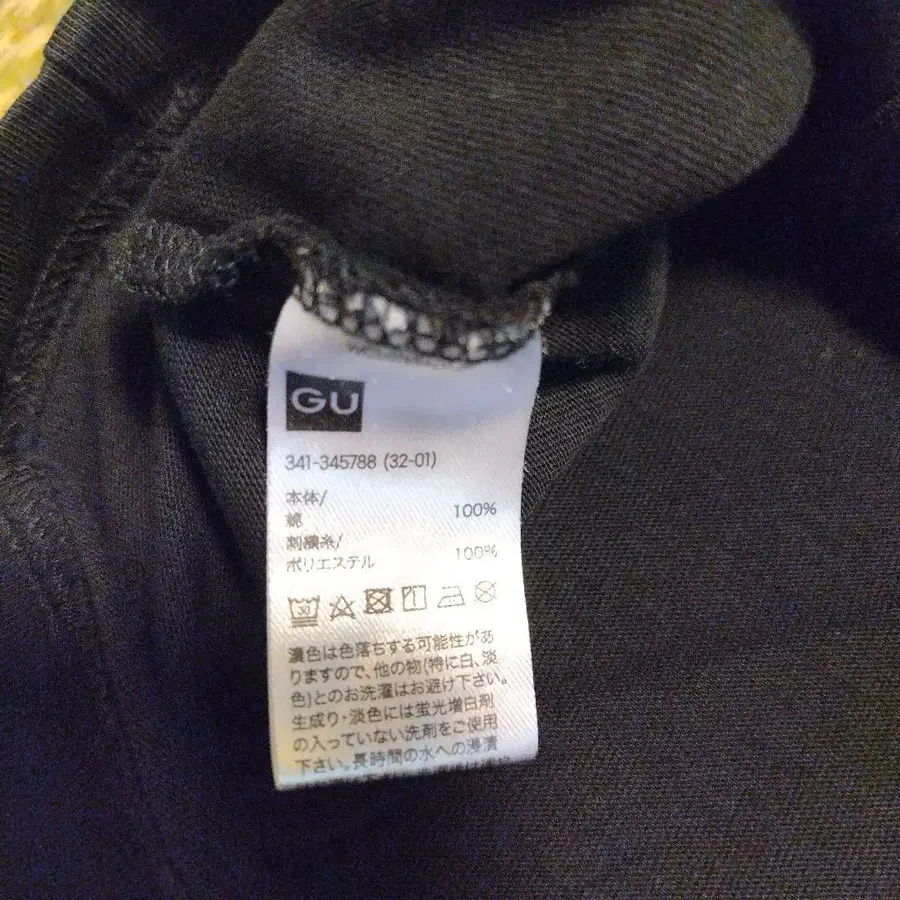 GU
341-345788 (32-01)
本体/
綿 100%
刺繍糸/
ポリエステル 100%
30
濃色は色落ちする可能性があ
りますので、他の物(特に白、淡
色)とのお洗濯はお避け下さい。
生成り・淡色には蛍光増白剤
の入っていない洗剤をご使用
下さい。長時間の水への浸漬